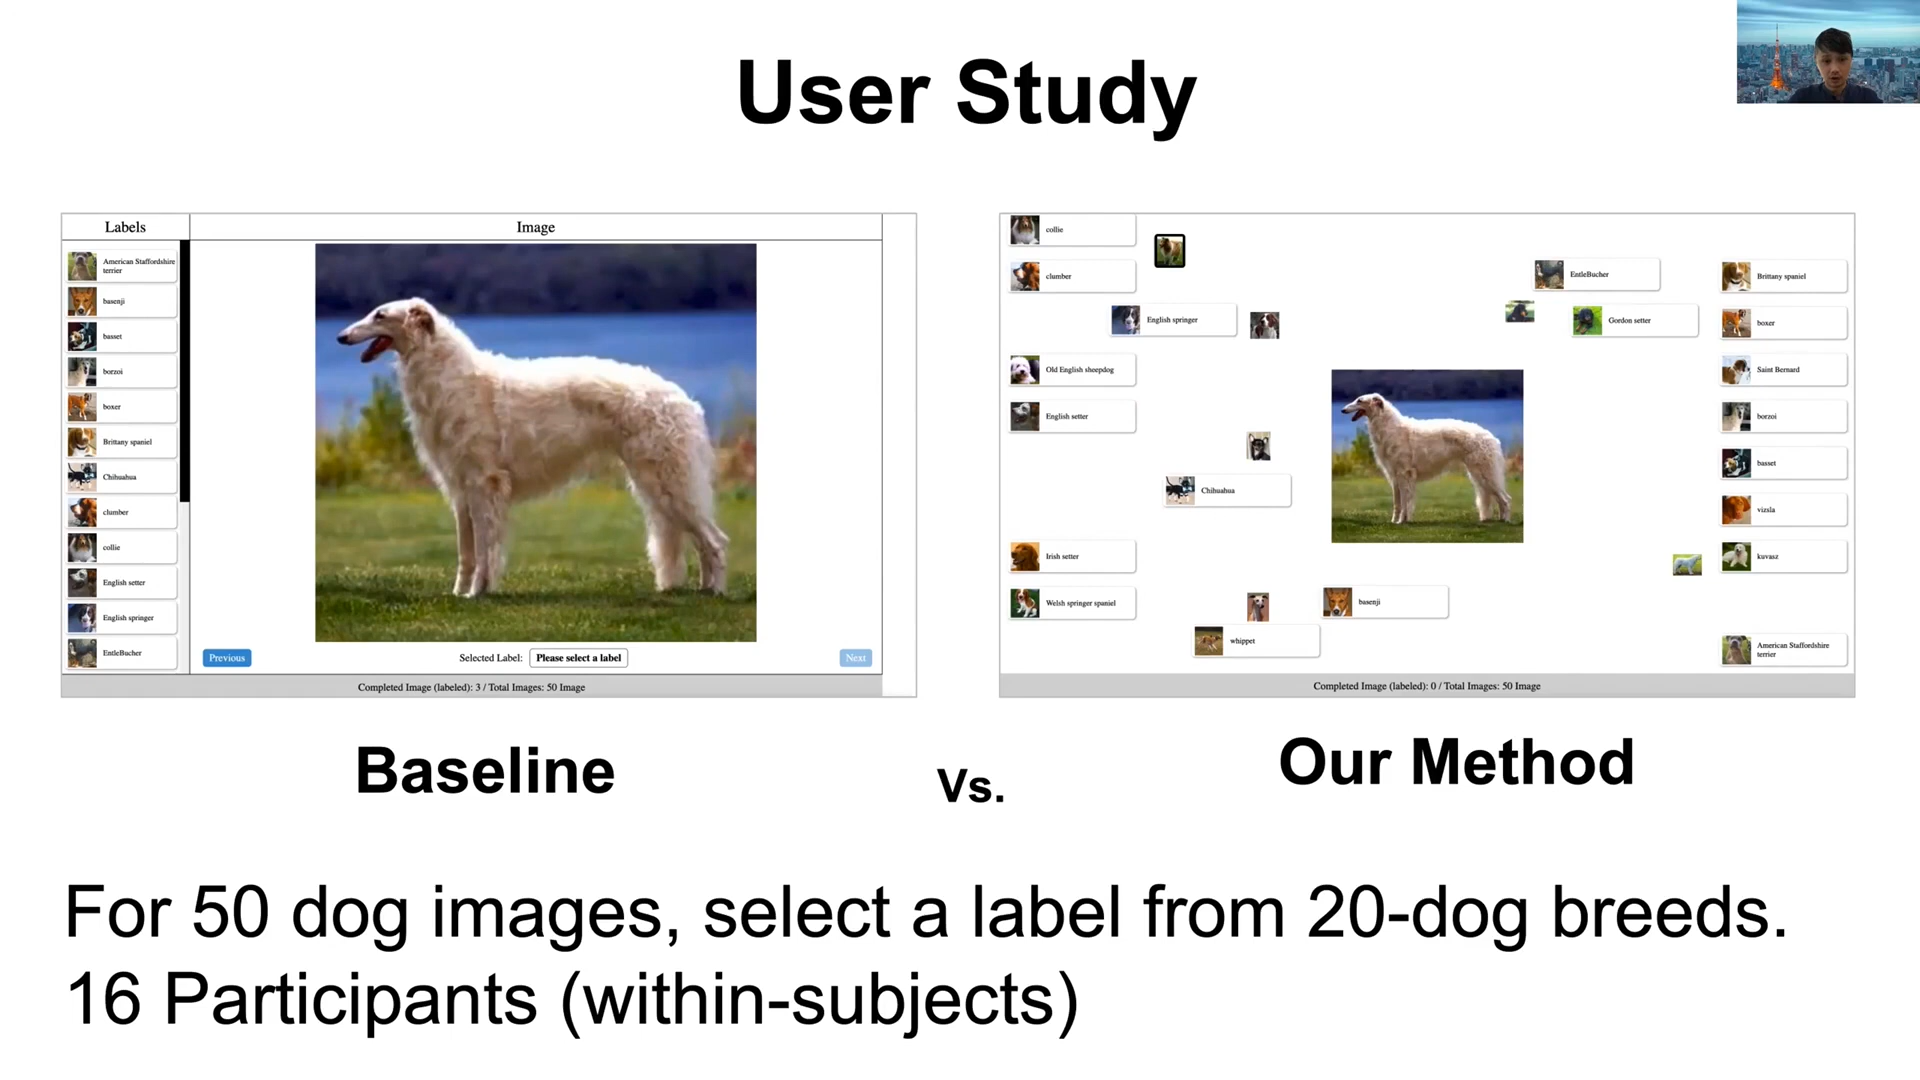 User Study
Labels
Image
American Staffordshire
terrier
basenji
basset
borzoi
boxer
Brittany spaniel
Chihuahua
clumber
collie
English setter
English springer
EntleBucher
Previous
Selected Label:
Please select a label
Next
Completed Image (labeled): 3 / Total Images: 50 Image
collie
clumber
English springer
Old English sheepdog
English setter
Chihuahua
Irish setter
Welsh springer spaniel
whippet
basenji
EntleBucher
Gordon setter
Brittany spaniel
boxer
Saint Bernard
borzoi
basset
vizsla
kuvasz
American Staffordshire
terrier
Completed Image (labeled): 0 / Total Images: 50 Image
Baseline
Vs.
Our Method
For 50 dog images, select a label from 20-dog breeds.
16 Participants (within-subjects)